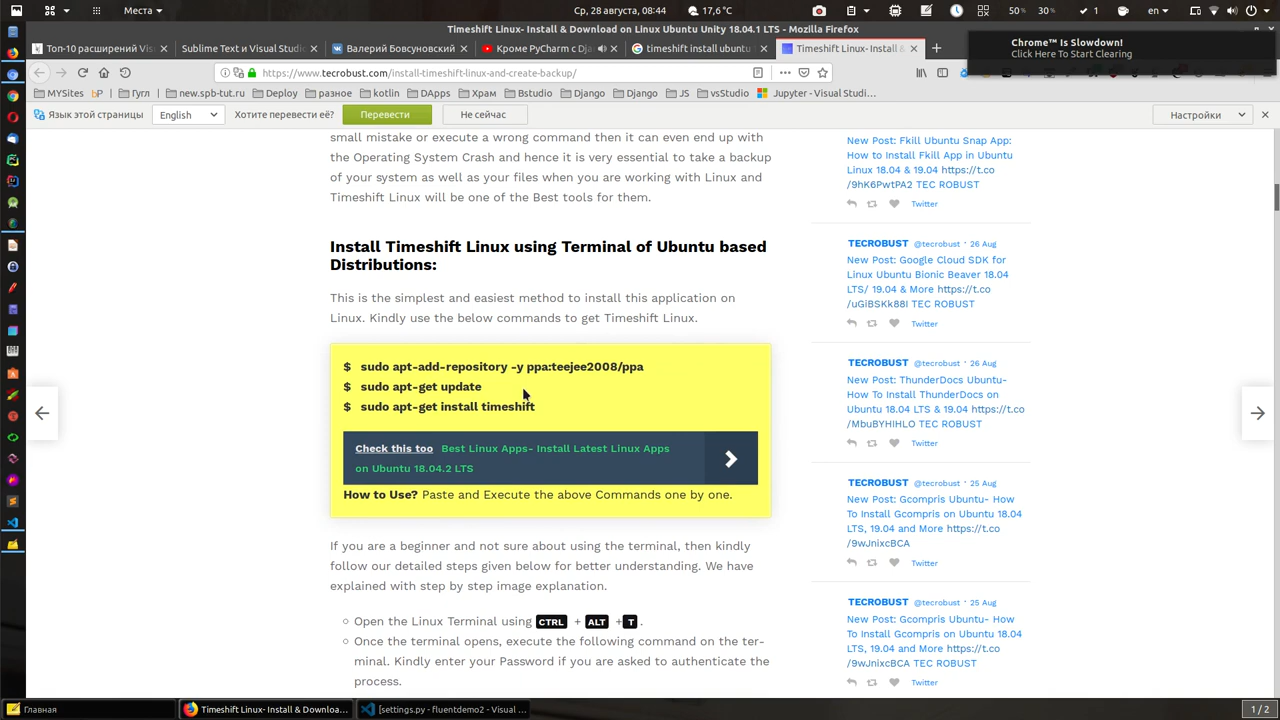 Места
Ср, 28 августа, 08:44
17,6°C
50%
30%
1
en
Timeshift Linux- Install & Download on Linux Ubuntu Unity 18.04.1 LTS - Mozilla Firefox
Топ-10 расширений Vis
Sublime Text и Visual Studi
Валерий Бовсуновский
Кроме PyCharm с Dja
timeshift install ubuntu
Timeshift Linux- Install &
Chrome™ Is Slowdown!
Click Here To Start Clearing
https://www.tecrobust.com/install-timeshift-linux-and-create-backup/
MYSites
Гугл
new.spb-tut.ru
Deploy
разное
kotlin
DApps
Храм
Bstudio
Django
Django
JS
vsStudio
Jupyter - Visual Studi...
Язык этой страницы
English
Хотите перевести её?
Перевести
Не сейчас
Настройки
small mistake or execute a wrong command then it can even end up with
the Operating System Crash and hence it is very essential to take a backup
of your system as well as your files when you are working with Linux and
Timeshift Linux will be one of the Best tools for them.
Install Timeshift Linux using Terminal of Ubuntu based
Distributions:
This is the simplest and easiest method to install this application on
Linux. Kindly use the below commands to get Timeshift Linux.
$ sudo apt-add-repository -y ppa:teejee2008/ppa
$ sudo apt-get update
$ sudo apt-get install timeshift
Check this too Best Linux Apps- Install Latest Linux Apps
on Ubuntu 18.04.2 LTS
How to Use? Paste and Execute the above Commands one by one.
If you are a beginner and not sure about using the terminal, then kindly
follow our detailed steps given below for better understanding. We have
explained with step by step image explanation.
Open the Linux Terminal using CTRL + ALT +T .
Once the terminal opens, execute the following command on the ter-
minal. Kindly enter your Password if you are asked to authenticate the
process.
New Post: Fkill Ubuntu Snap App:
How to Install Fkill App in Ubuntu
Linux 18.04 & 19.04 https://t.co
/9hK6PwtPA2 TEC ROBUST
Twitter
TECROBUST @tecrobust · 26 Aug
New Post: Google Cloud SDK for
Linux Ubuntu Bionic Beaver 18.04
LTS/ 19.04 & More https://t.co
/uGiBSKk88I TEC ROBUST
Twitter
TECROBUST @tecrobust · 26 Aug
New Post: ThunderDocs Ubuntu-
How To Install ThunderDocs on
Ubuntu 18.04 LTS & 19.04 https://t.co
/MbuBYHIHLO TEC ROBUST
Twitter
TECROBUST @tecrobust · 25 Aug
New Post: Gcompris Ubuntu- How
To Install Gcompris on Ubuntu 18.04
LTS, 19.04 and More https://t.co
/9wJnixcBCA
Twitter
TECROBUST @tecrobust · 25 Aug
New Post: Gcompris Ubuntu- How
To Install Gcompris on Ubuntu 18.04
LTS, 19.04 and More https://t.co
/9wJnixcBCA TEC ROBUST
Twitter
Главная
Timeshift Linux- Install & Downloa...
[settings.py - fluentdemo2 - Visual ...
1 / 2